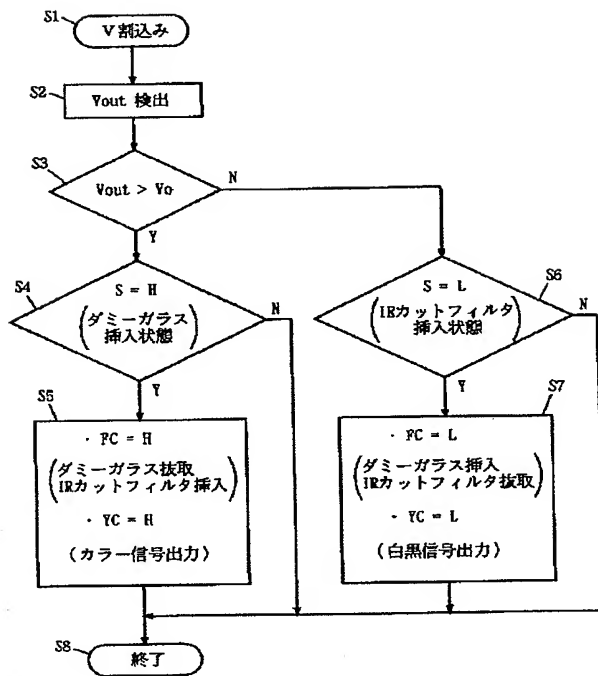 S1
V割込み
S2
Vout 検出
S3
Vout > Vo
N
Y
S4
S = H
(ダミーガラス
挿入状態)
N
Y
S6
S = L
(IRカットフィルタ
挿入状態)
N
Y
S5
・ FC = H
(ダミーガラス抜取
IRカットフィルタ挿入)
・ YC = H
(カラー信号出力)
S7
・ FC = L
(ダミーガラス挿入
IRカットフィルタ抜取)
・ YC = L
(白黒信号出力)
S8
終了